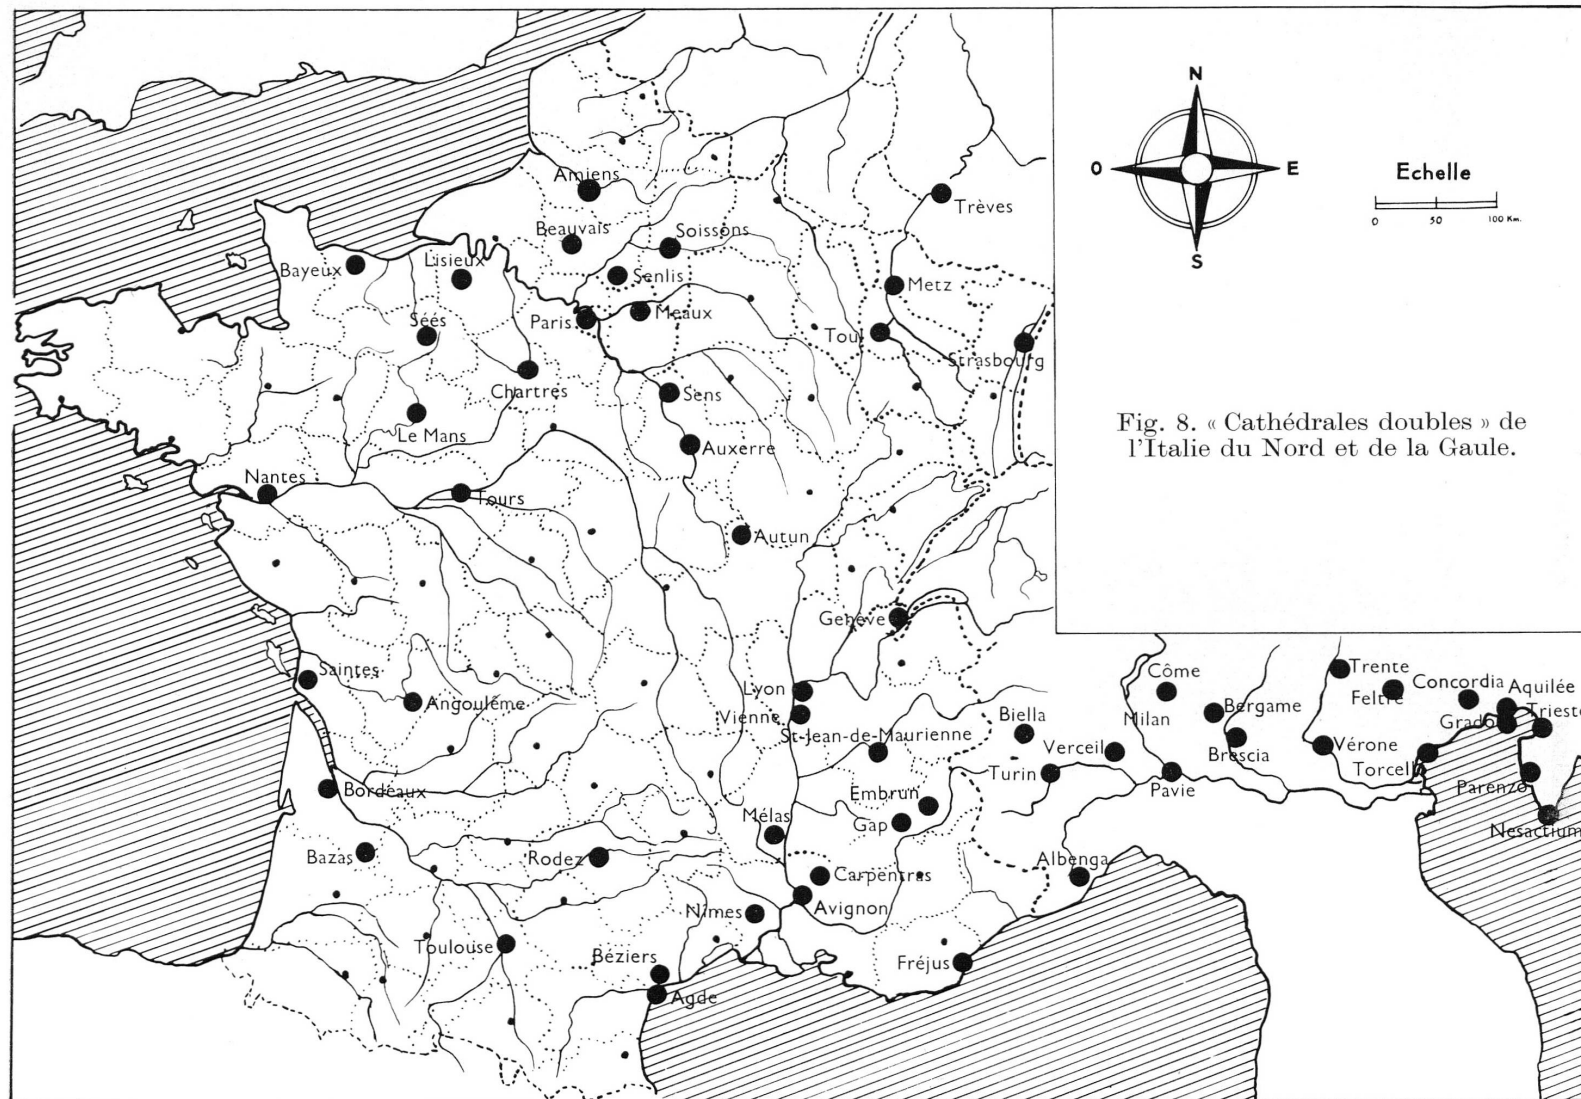 N
O
E
S
Echelle
0 50 100 Km.
Fig. 8. « Cathédrales doubles » de
l'Italie du Nord et de la Gaule.
Amiens
Trèves
Beauvais
Soissons
Bayeux
Lisieux
Senlis
Metz
Séés
Paris
Meaux
Toul
Strasbourg
Chartres
Sens
Le Mans
Auxerre
Nantes
Tours
Autun
Genève
Saintes
Angoulême
Lyon
Vienne
St-Jean-de-Maurienne
Biella
Côme
Milan
Bergame
Trente
Feltre
Concordia
Aquilée
Grado
Trieste
Verceil
Brescia
Vérone
Torcello
Turin
Pavie
Parenzo
Nesactium
Bordeaux
Embrun
Gap
Mélas
Bazas
Rodez
Carpentras
Albenga
Avignon
Nîmes
Toulouse
Béziers
Fréjus
Agde